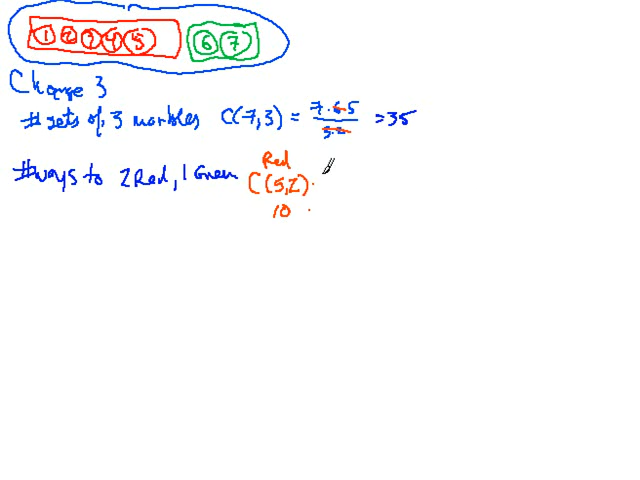 1 2 3 4 5 6 7
Choose 3
# sets of 3 marbles C(7,3) = 7·6·5 / 3·2 = 35
Red
#ways to 2 Red, 1 Green C(5,2) ·
10 ·